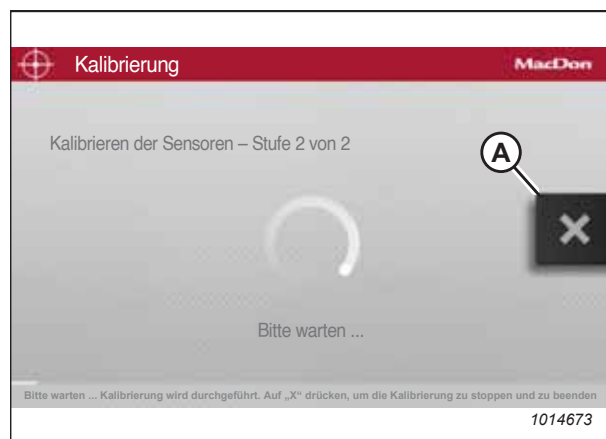 Kalibrierung
MacDon
Kalibrieren der Sensoren – Stufe 2 von 2
A
Bitte warten ...
Bitte warten ... Kalibrierung wird durchgeführt. Auf „X“ drücken, um die Kalibrierung zu stoppen und zu beenden
1014673